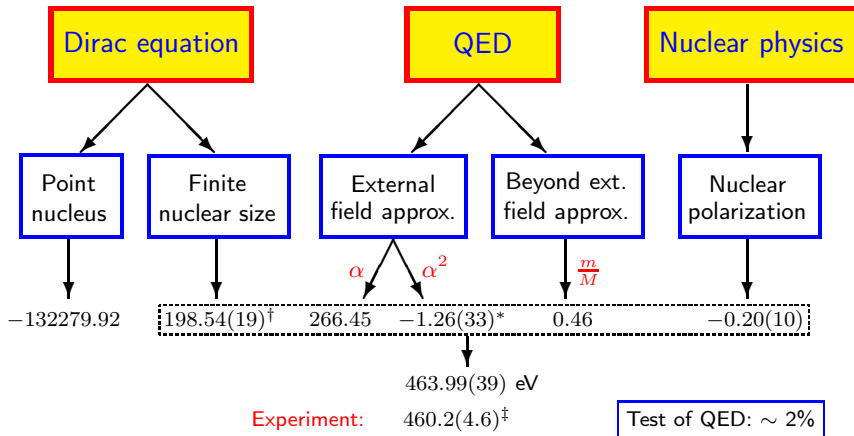 Dirac equation
QED
Nuclear physics
Point
nucleus
Finite
nuclear size
External
field approx.
Beyond ext.
field approx.
Nuclear
polarization
α
α²
m/M
−132279.92
198.54(19)†
266.45
−1.26(33)*
0.46
−0.20(10)
463.99(39) eV
Experiment:
460.2(4.6)‡
Test of QED: ∼ 2%